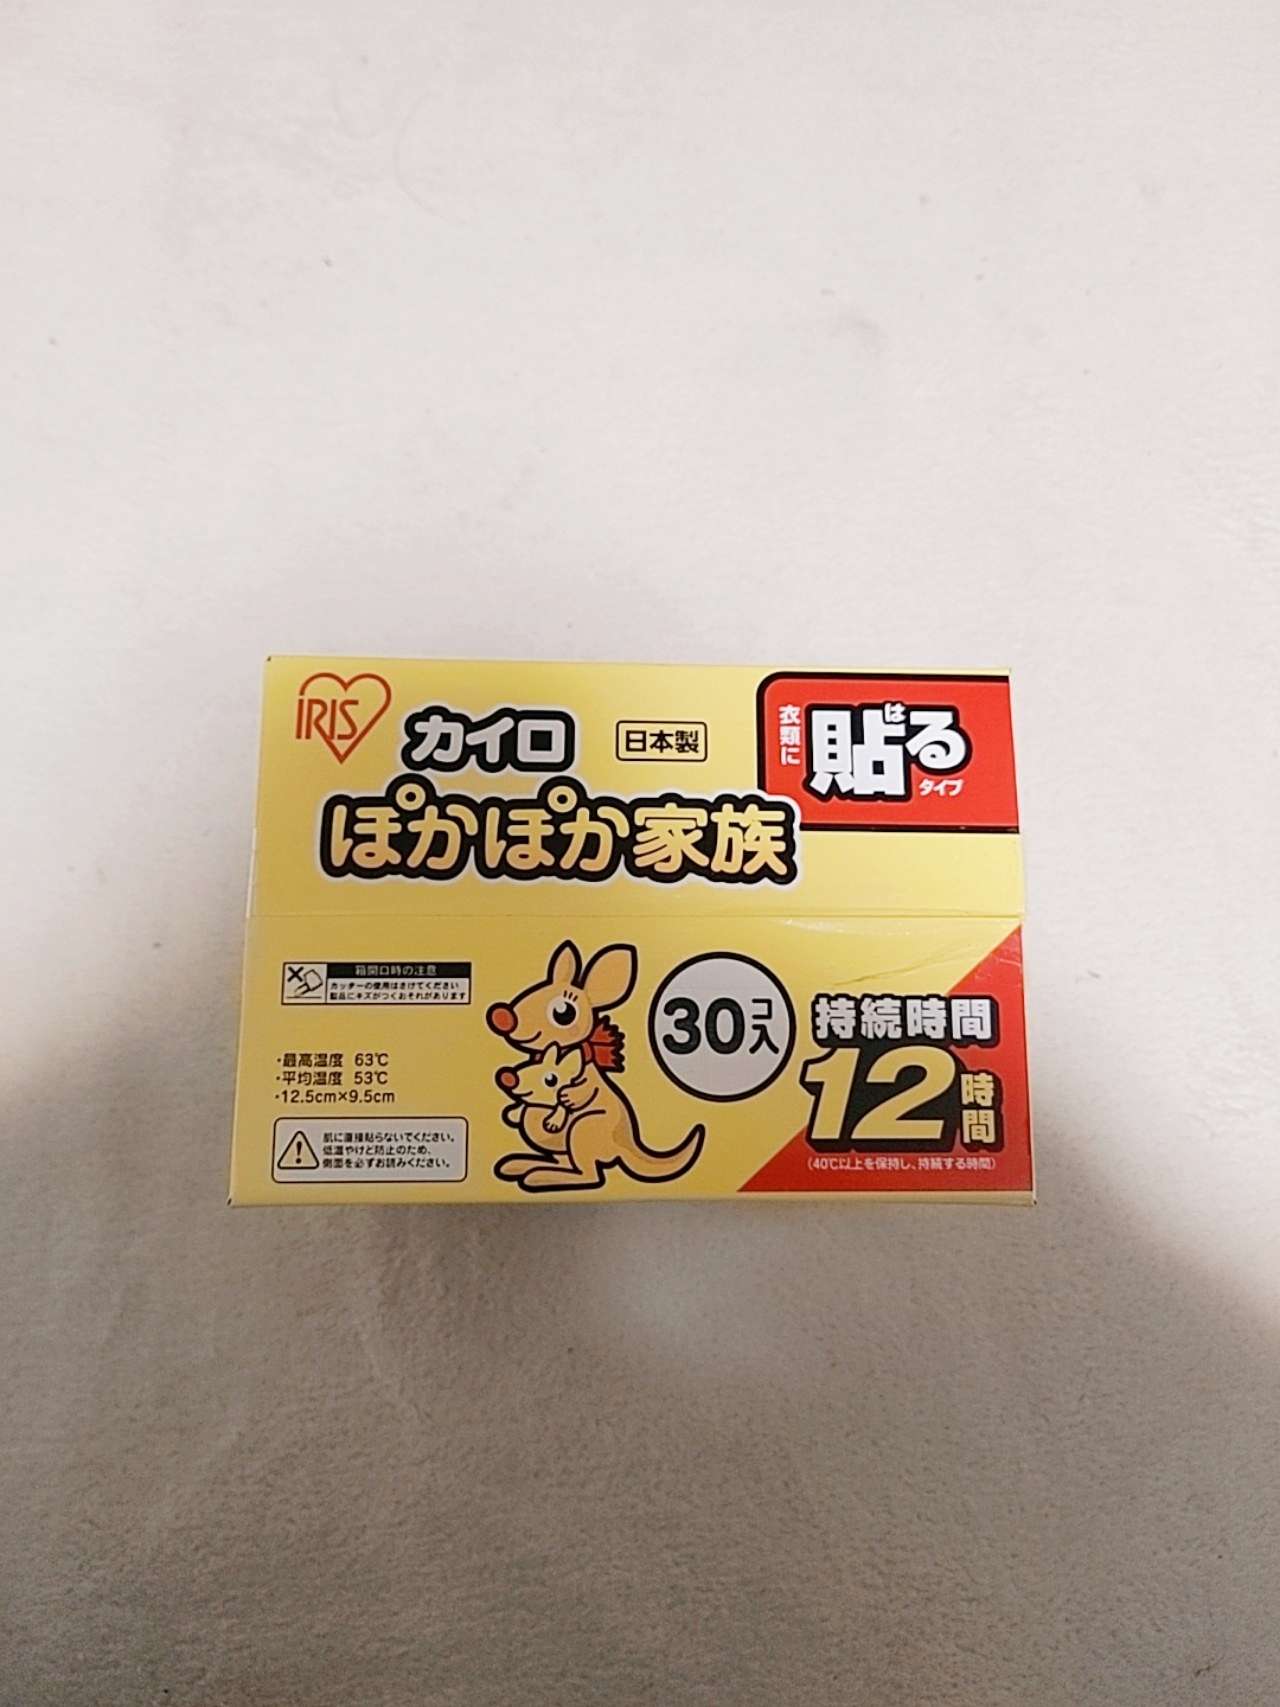 IRIS
カイロ
日本製
衣類に
貼る
は
タイプ
ぽかぽか家族
箱開口時の注意
カッターの使用はさけてください
製品にキズがつくおそれがあります
30コ入
持続時間
12時間
(40℃以上を保持し、持続する時間)
・最高温度 63℃
・平均温度 53℃
・12.5cm×9.5cm
肌に直接貼らないでください。
低温やけど防止のため、
側面を必ずお読みください。